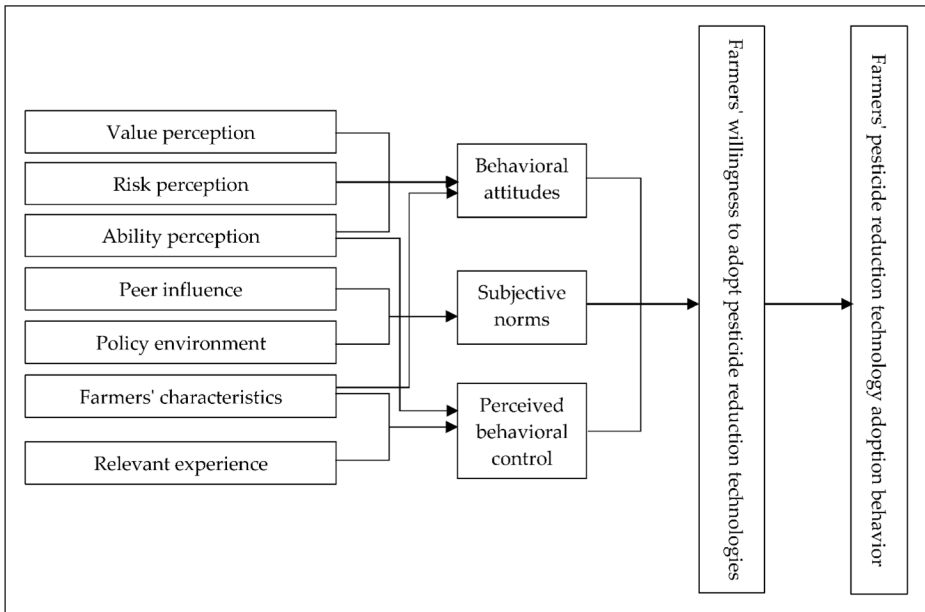 Value perception
Risk perception
Ability perception
Peer influence
Policy environment
Farmers' characteristics
Relevant experience
Behavioral
attitudes
Subjective
norms
Perceived
behavioral
control
Farmers' willingness to adopt pesticide reduction technologies
Farmers' pesticide reduction technology adoption behavior